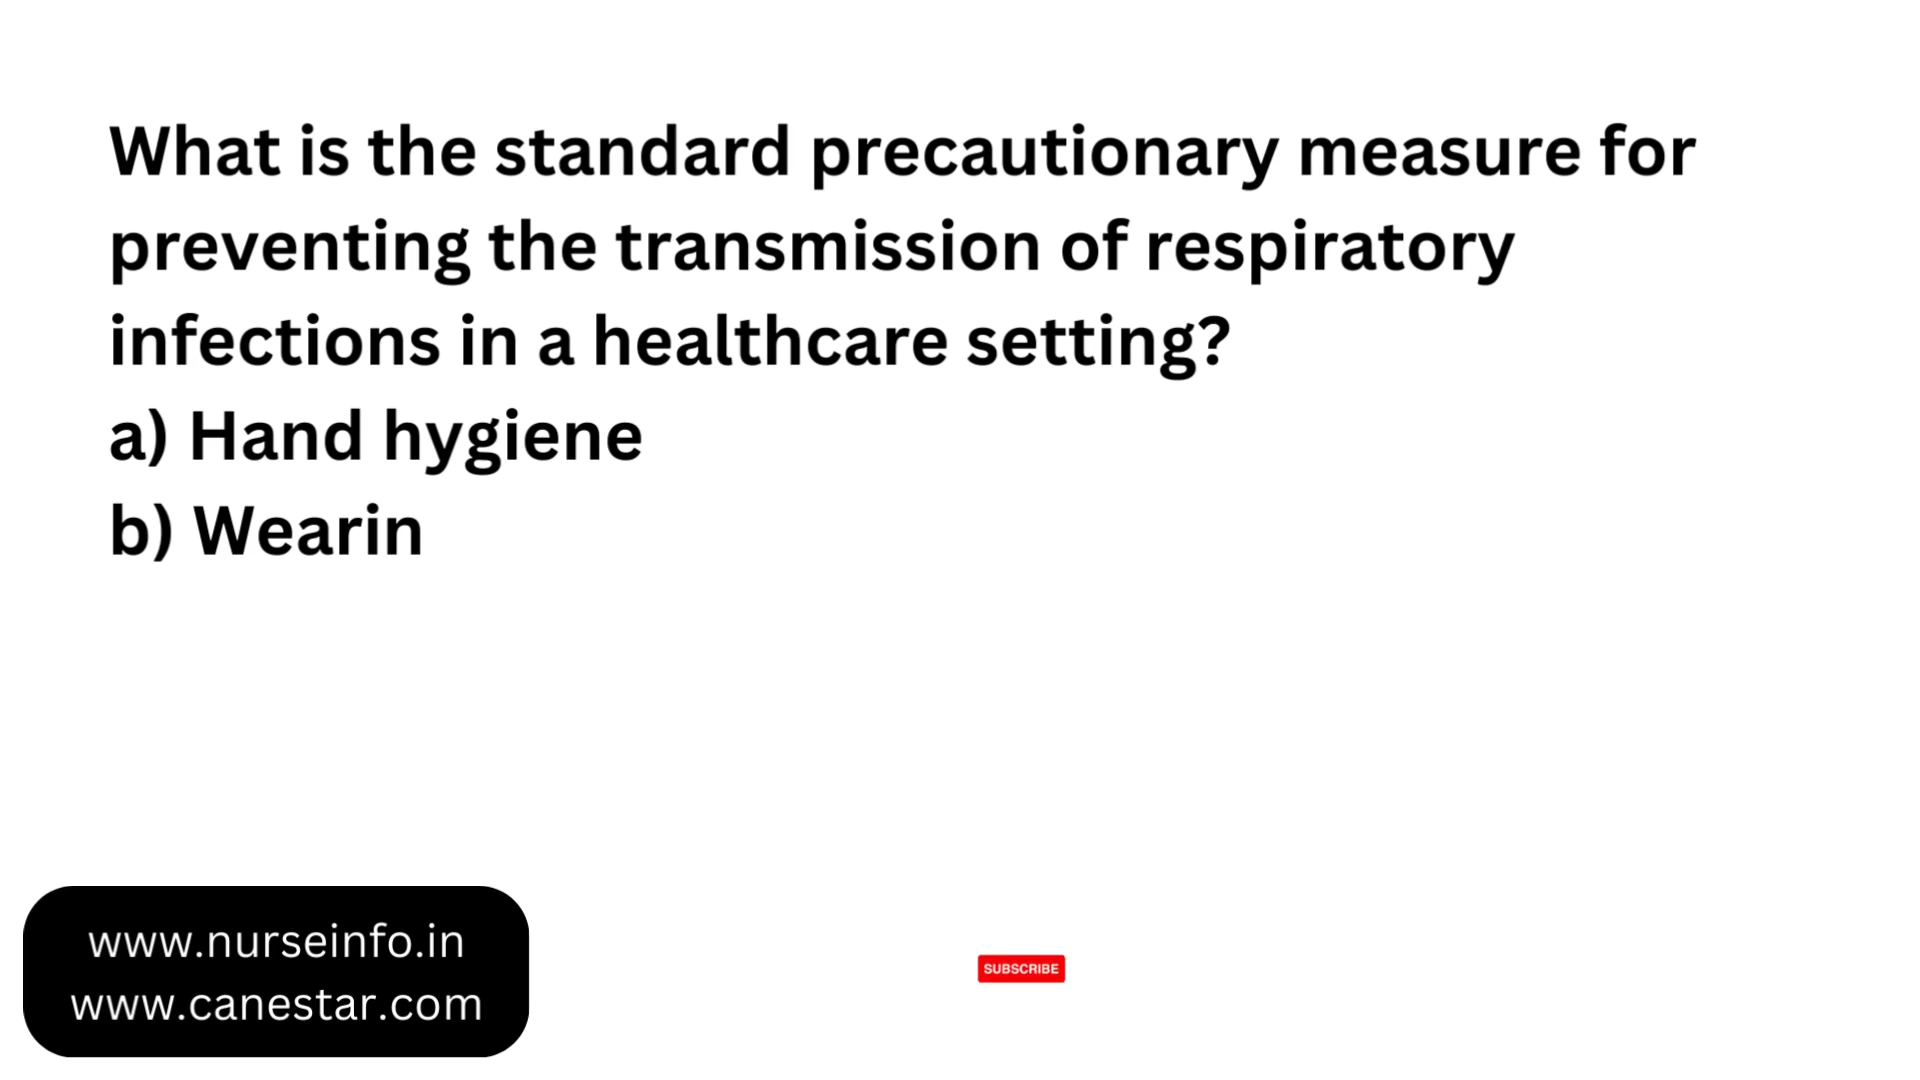 What is the standard precautionary measure for
preventing the transmission of respiratory
infections in a healthcare setting?
a) Hand hygiene
b) Wearin
www.nurseinfo.in
www.canestar.com
SUBSCRIBE